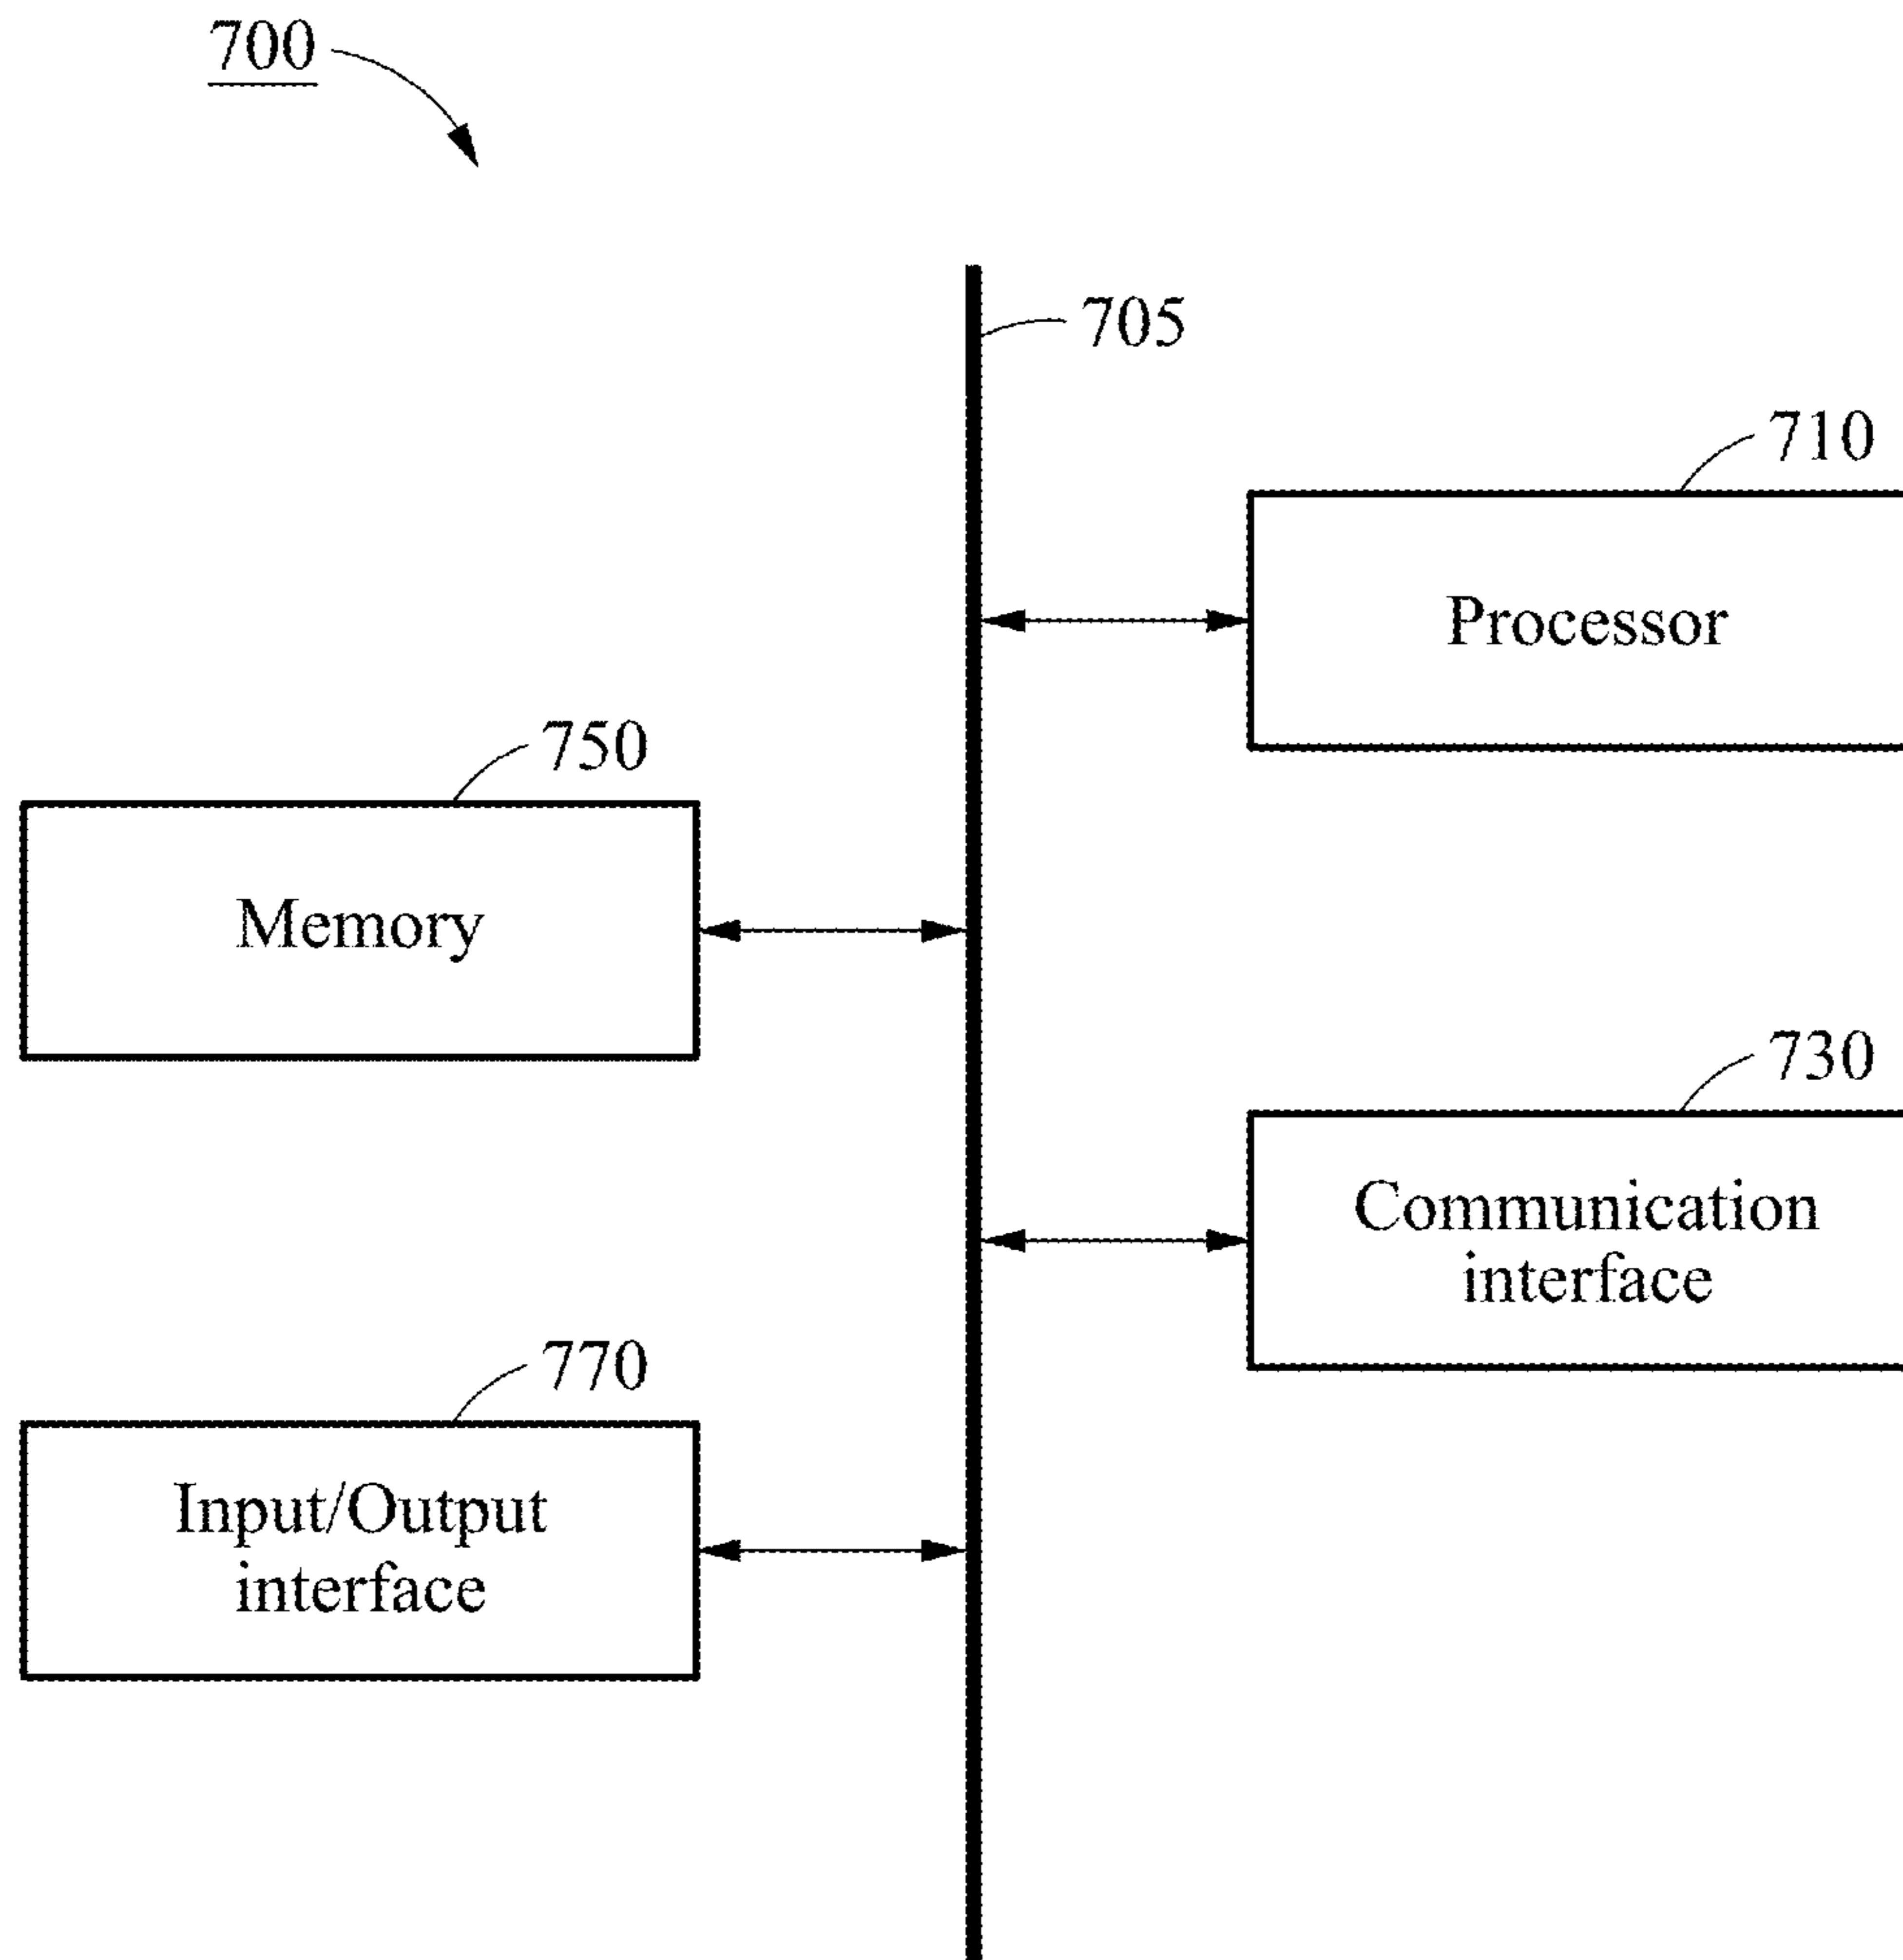 700
705
710
Processor
750
Memory
730
Communication
interface
770
Input/Output
interface